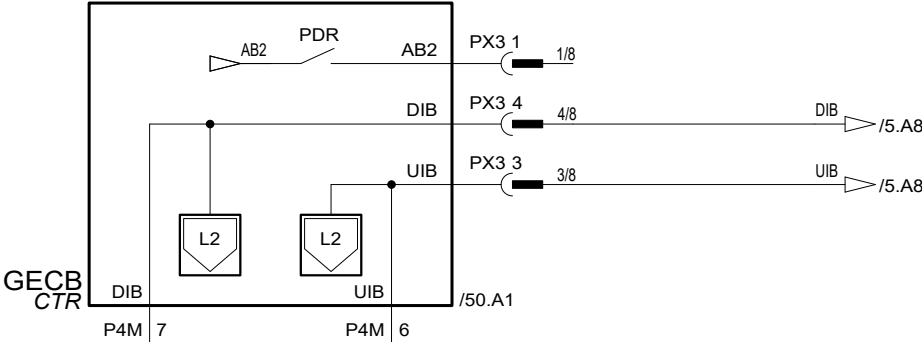 PDR
AB2
AB2
PX3 1
1/8
DIB
PX3 4
4/8
DIB
/5.A8
UIB
PX3 3
3/8
UIB
/5.A8
L2
L2
GECB
CTR
DIB
UIB
/50.A1
P4M 7
P4M 6